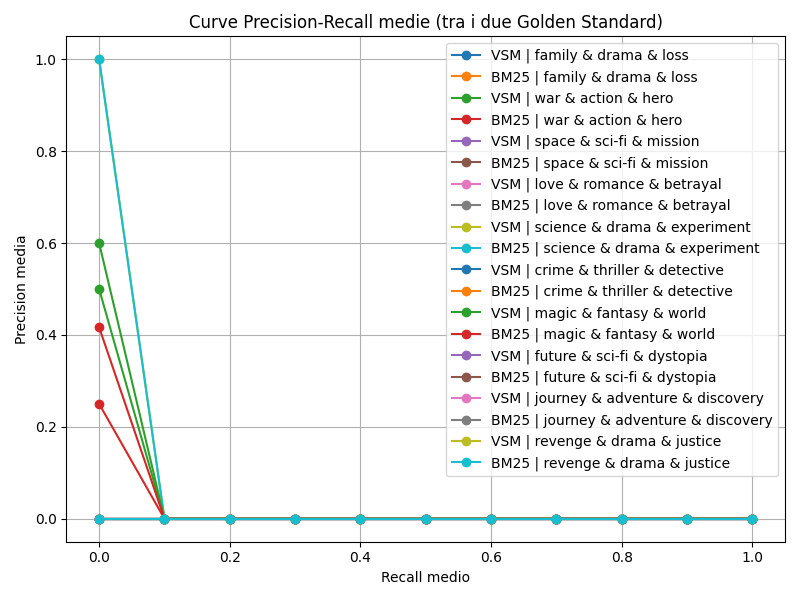 Curve Precision-Recall medie (tra i due Golden Standard)
VSM | family & drama & loss
BM25 | family & drama & loss
VSM | war & action & hero
BM25 | war & action & hero
VSM | space & sci-fi & mission
BM25 | space & sci-fi & mission
VSM | love & romance & betrayal
BM25 | love & romance & betrayal
VSM | science & drama & experiment
BM25 | science & drama & experiment
VSM | crime & thriller & detective
BM25 | crime & thriller & detective
VSM | magic & fantasy & world
BM25 | magic & fantasy & world
VSM | future & sci-fi & dystopia
BM25 | future & sci-fi & dystopia
VSM | journey & adventure & discovery
BM25 | journey & adventure & discovery
VSM | revenge & drama & justice
BM25 | revenge & drama & justice
Precision media
1.0
0.8
0.6
0.4
0.2
0.0
0.0 0.2 0.4 0.6 0.8 1.0
Recall medio